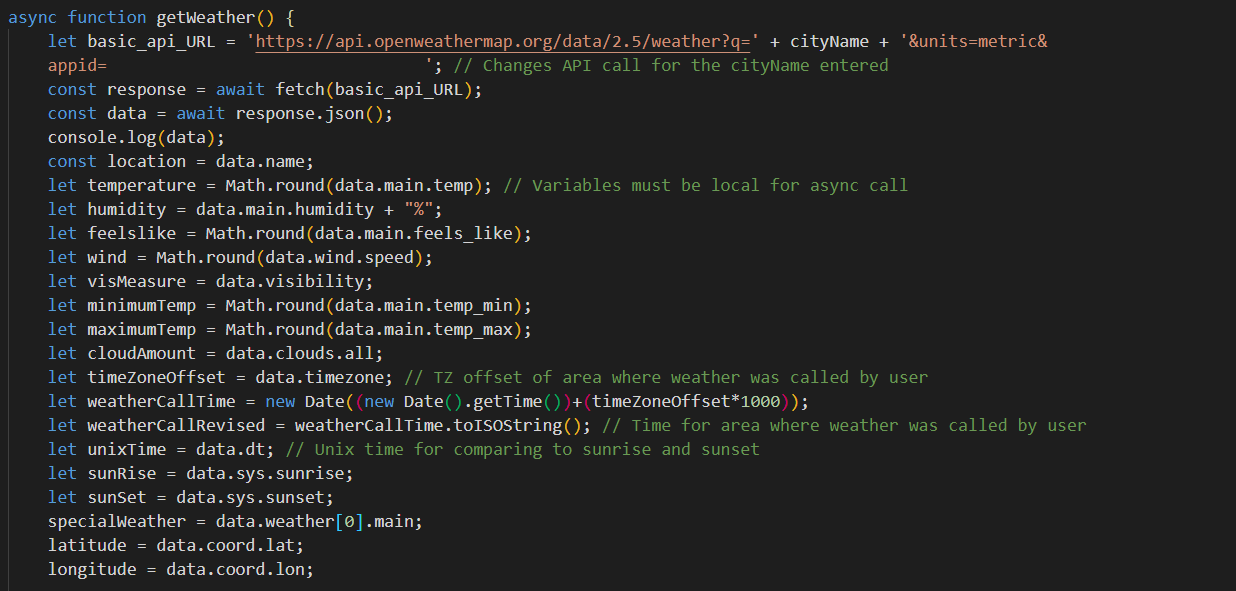 async function getWeather() {
    let basic_api_URL = 'https://api.openweathermap.org/data/2.5/weather?q=' + cityName + '&units=metric&
    appid=                                '; // Changes API call for the cityName entered
    const response = await fetch(basic_api_URL);
    const data = await response.json();
    console.log(data);
    const location = data.name;
    let temperature = Math.round(data.main.temp); // Variables must be local for async call
    let humidity = data.main.humidity + "%";
    let feelslike = Math.round(data.main.feels_like);
    let wind = Math.round(data.wind.speed);
    let visMeasure = data.visibility;
    let minimumTemp = Math.round(data.main.temp_min);
    let maximumTemp = Math.round(data.main.temp_max);
    let cloudAmount = data.clouds.all;
    let timeZoneOffset = data.timezone; // TZ offset of area where weather was called by user
    let weatherCallTime = new Date((new Date().getTime())+(timeZoneOffset*1000));
    let weatherCallRevised = weatherCallTime.toISOString(); // Time for area where weather was called by user
    let unixTime = data.dt; // Unix time for comparing to sunrise and sunset
    let sunRise = data.sys.sunrise;
    let sunSet = data.sys.sunset;
    specialWeather = data.weather[0].main;
    latitude = data.coord.lat;
    longitude = data.coord.lon;